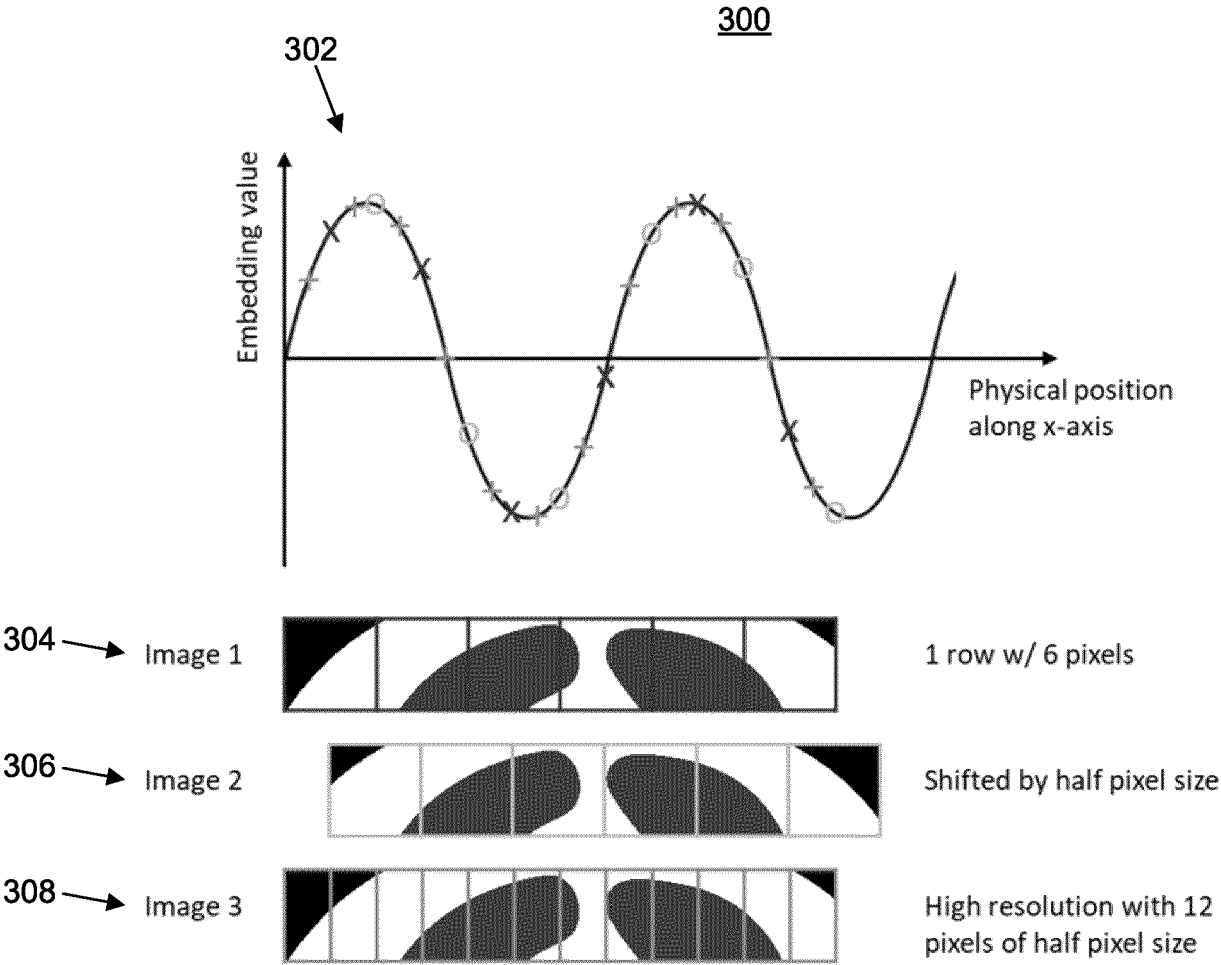 300
302
Embedding value
Physical position
along x-axis
304
Image 1
1 row w/ 6 pixels
306
Image 2
Shifted by half pixel size
308
Image 3
High resolution with 12
pixels of half pixel size